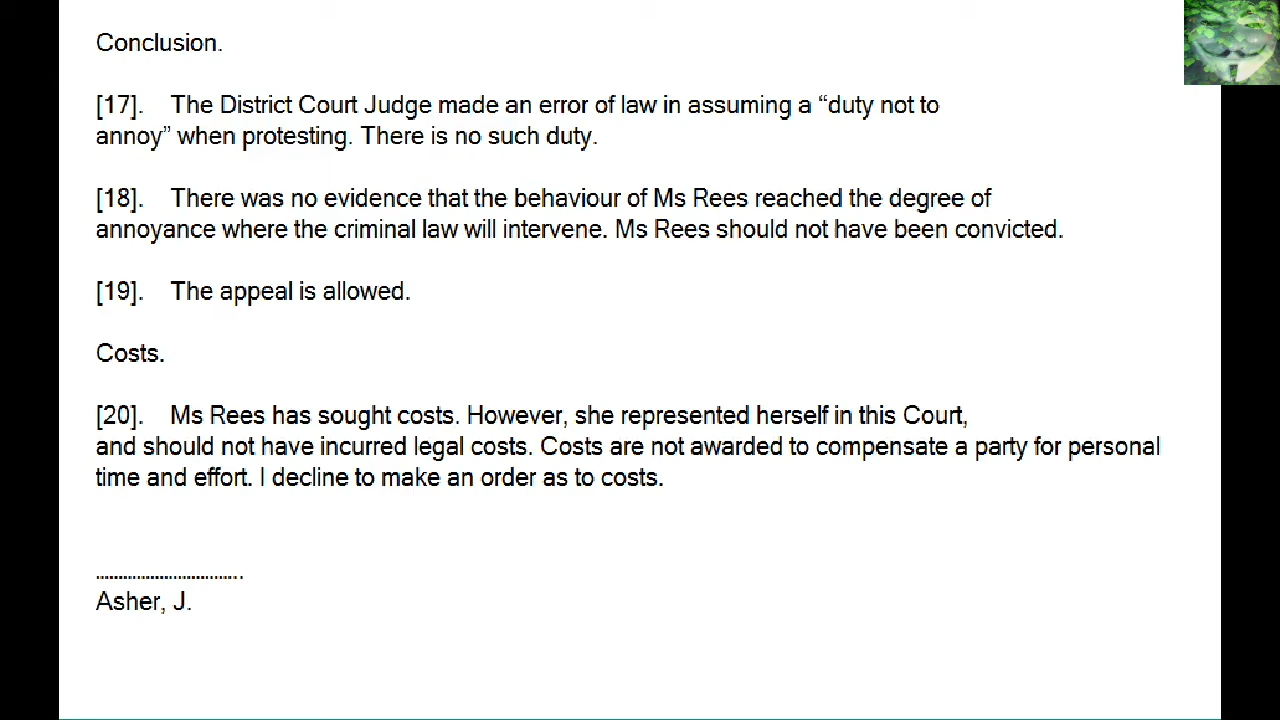 Conclusion.
[17]. The District Court Judge made an error of law in assuming a “duty not to
annoy” when protesting. There is no such duty.
[18]. There was no evidence that the behaviour of Ms Rees reached the degree of
annoyance where the criminal law will intervene. Ms Rees should not have been convicted.
[19]. The appeal is allowed.
Costs.
[20]. Ms Rees has sought costs. However, she represented herself in this Court,
and should not have incurred legal costs. Costs are not awarded to compensate a party for personal
time and effort. I decline to make an order as to costs.
……………………………
Asher, J.